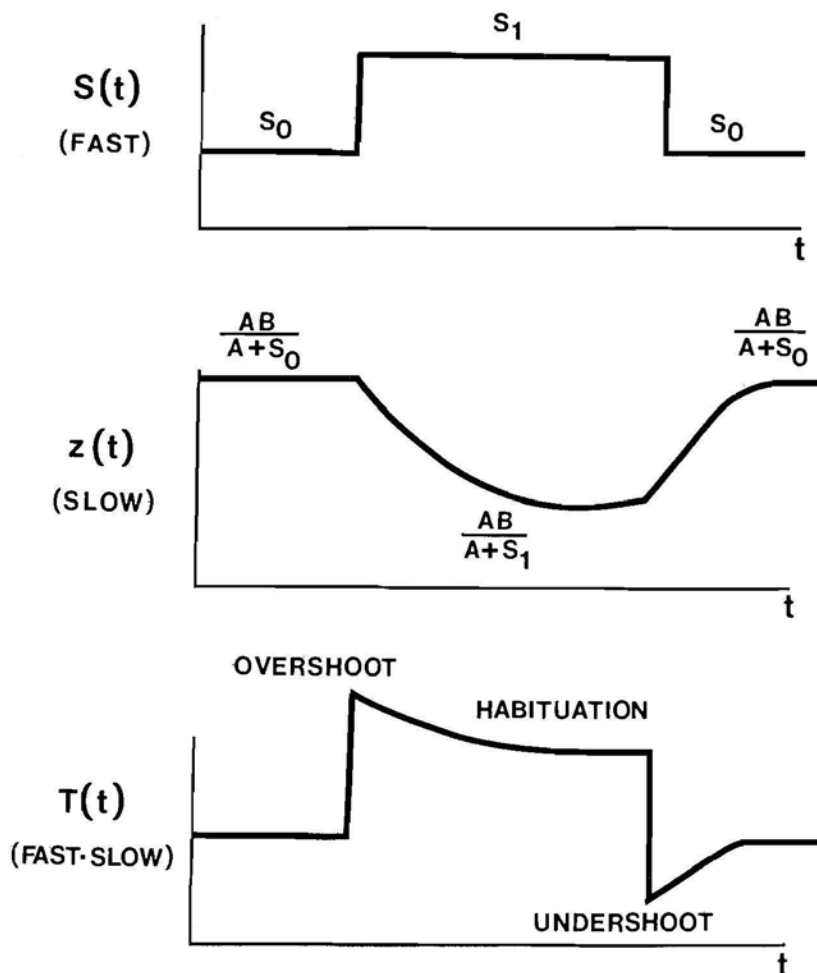 S₁
S(t)
(FAST)
S₀
S₀
t
AB
A+S₀
AB
A+S₀
z(t)
(SLOW)
AB
A+S₁
t
OVERSHOOT
HABITUATION
T(t)
(FAST·SLOW)
UNDERSHOOT
t